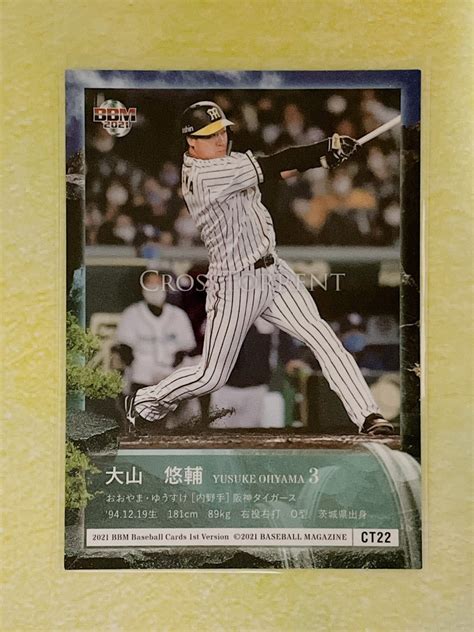 BBM
2021
CROSS TORRENT
大山 悠輔 YUSUKE OHYAMA 3
おおやま・ゆうすけ [内野手] 阪神タイガース
'94.12.19生 181cm 89kg 右投右打 O型 茨城県出身
2021 BBM Baseball Cards 1st Version ©2021 BASEBALL MAGAZINE CT22